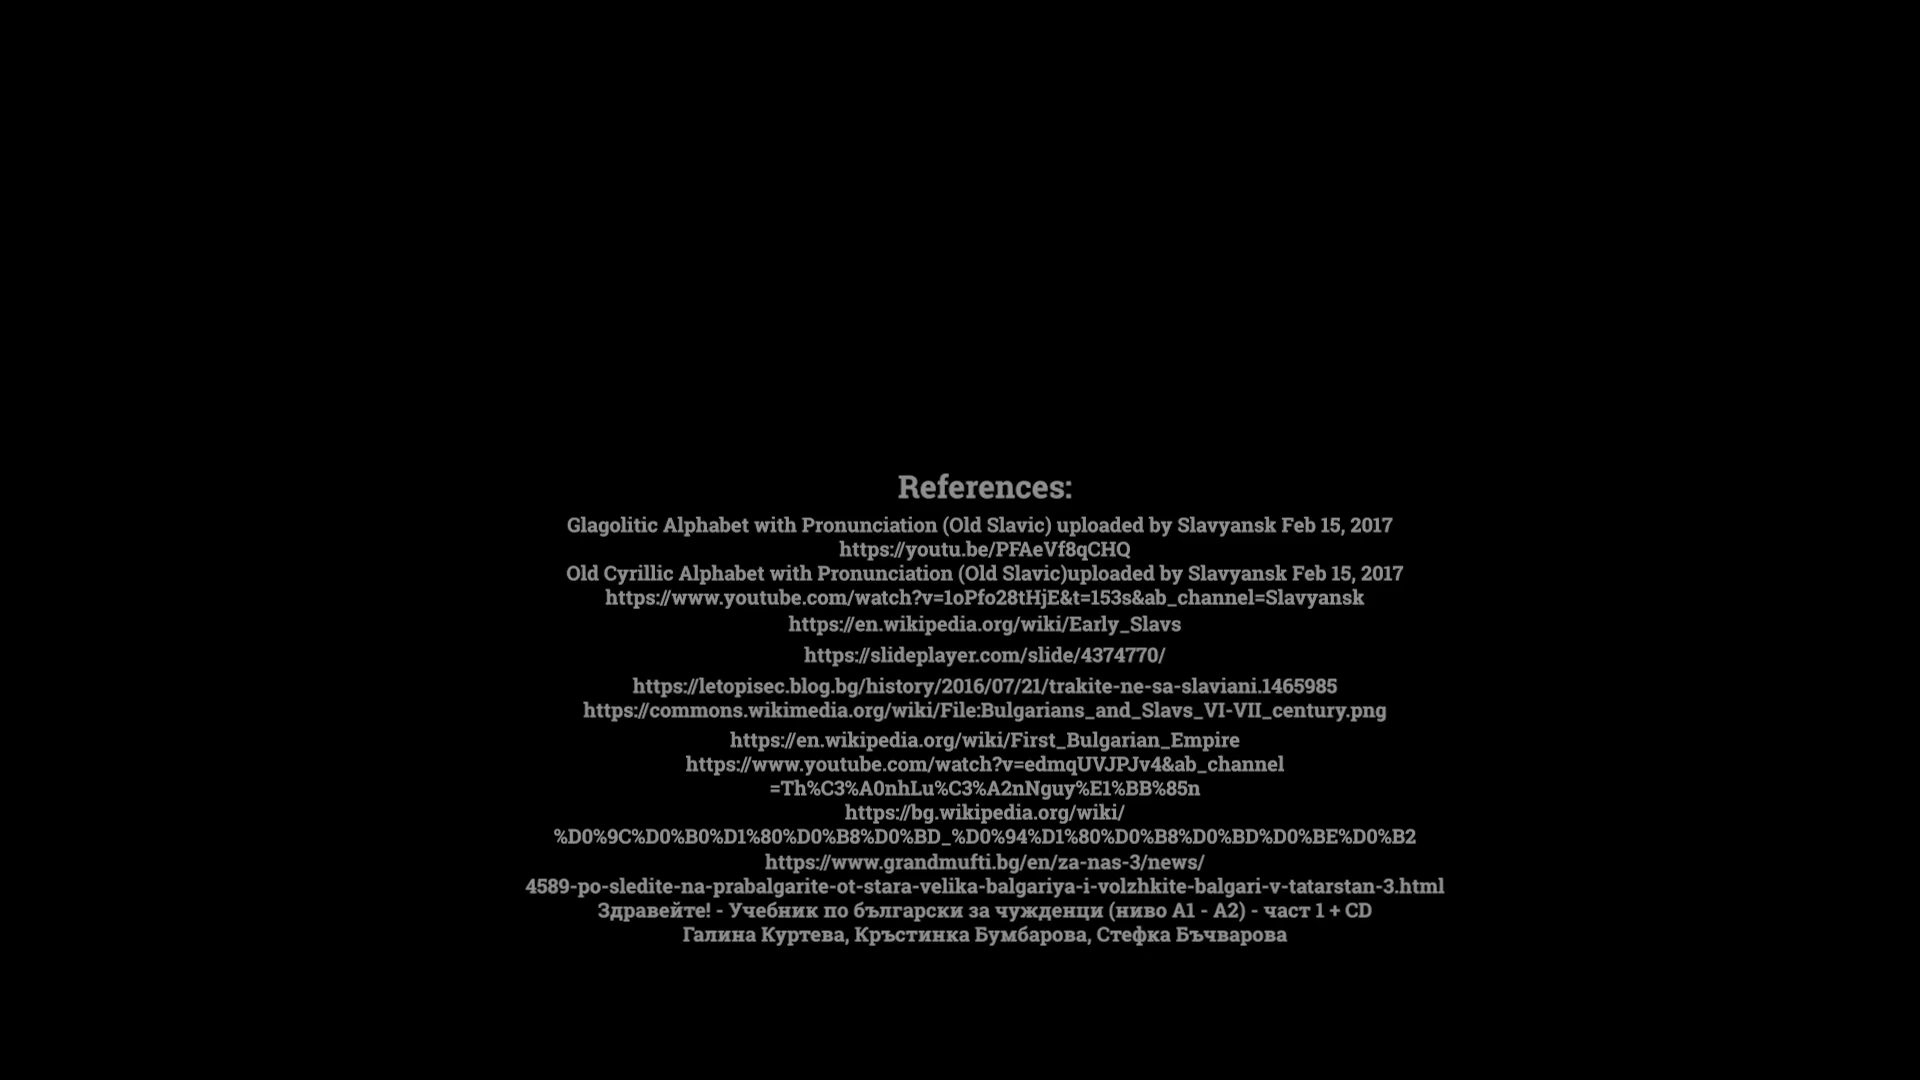 References:
Glagolitic Alphabet with Pronunciation (Old Slavic) uploaded by Slavyansk Feb 15, 2017
https://youtu.be/PFAeVf8qCHQ
Old Cyrillic Alphabet with Pronunciation (Old Slavic)uploaded by Slavyansk Feb 15, 2017
https://www.youtube.com/watch?v=1oPfo28tHjE&t=153s&ab_channel=Slavyansk
https://en.wikipedia.org/wiki/Early_Slavs
https://slideplayer.com/slide/4374770/
https://letopisec.blog.bg/history/2016/07/21/trakite-ne-sa-slaviani.1465985
https://commons.wikimedia.org/wiki/File:Bulgarians_and_Slavs_VI-VII_century.png
https://en.wikipedia.org/wiki/First_Bulgarian_Empire
https://www.youtube.com/watch?v=edmqUVJPJv4&ab_channel
=Th%C3%A0nhLu%C3%A2nNguy%E1%BB%85n
https://bg.wikipedia.org/wiki/
%D0%9C%D0%B0%D1%80%D0%B8%D0%BD_%D0%94%D1%80%D0%B8%D0%BD%D0%BE%D0%B2
https://www.grandmufti.bg/en/za-nas-3/news/
4589-po-sledite-na-prabalgarite-ot-stara-velika-balgariya-i-volzhkite-balgari-v-tatarstan-3.html
Здравейте! - Учебник по български за чужденци (ниво А1 - А2) - част 1 + CD
Галина Куртева, Кръстинка Бумбарова, Стефка Бъчварова